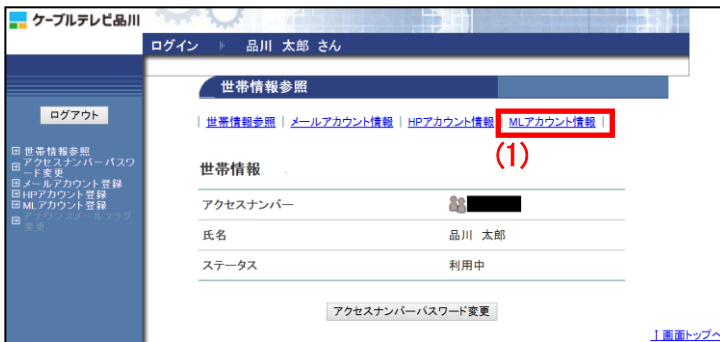 ケーブルテレビ品川
ログイン 品川 太郎 さん
世帯情報参照
ログアウト
| 世帯情報参照 | メールアカウント情報 | HPアカウント情報 | MLアカウント情報 |
(1)
世帯情報参照
アクセスナンバーパスワ
ード変更
メールアカウント登録
HPアカウント登録
MLアカウント登録
アナウンスメールフラグ
変更
世帯情報
アクセスナンバー
氏名 品川 太郎
ステータス 利用中
アクセスナンバーパスワード変更
↑画面トップへ